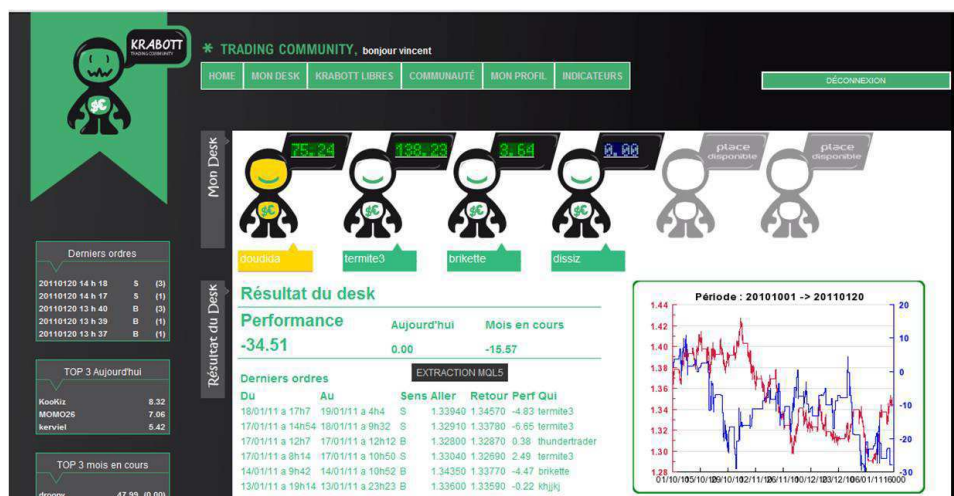 KRABOTT
TRADING COMMUNITY
* TRADING COMMUNITY, bonjour vincent
HOME MON DESK KRABOTT LIBRES COMMUNAUTÉ MON PROFIL INDICATEURS
DÉCONNEXION
Mon Desk
75.24 138.23 3.64 0.00 place disponible place disponible
$€ $€ $€ $€
doudida termite3 brikette dissiz
Derniers ordres
20110120 14 h 18 S (3)
20110120 14 h 17 S (1)
20110120 13 h 40 B (3)
20110120 13 h 39 B (1)
20110120 13 h 37 B (1)
TOP 3 Aujourd'hui
KooKiz 8.32
MOMO26 7.06
kerviel 5.42
TOP 3 mois en cours
47.99 (0.00)
Résultat du Desk
Résultat du desk
Performance Aujourd'hui Mois en cours
-34.51 0.00 -15.57
Derniers ordres EXTRACTION MQL5
Du Au Sens Aller Retour Perf Qui
18/01/11 a 17h7 19/01/11 a 4h4 S 1.33940 1.34570 -4.83 termite3
17/01/11 a 14h54 18/01/11 a 9h32 S 1.32910 1.33780 -6.65 termite3
17/01/11 a 12h7 17/01/11 a 12h12 B 1.32800 1.32870 0.38 thundertrader
17/01/11 a 8h14 17/01/11 a 10h50 S 1.33040 1.32690 2.49 termite3
14/01/11 a 9h42 14/01/11 a 10h52 B 1.34350 1.33770 -4.47 brikette
13/01/11 a 19h14 13/01/11 a 23h23 B 1.33600 1.33590 -0.22 khjjkj
Période : 20101001 -> 20110120
1.44 20
1.42
1.40 10
1.38
1.36 0
1.34 -10
1.32
1.30 -20
1.28 -30